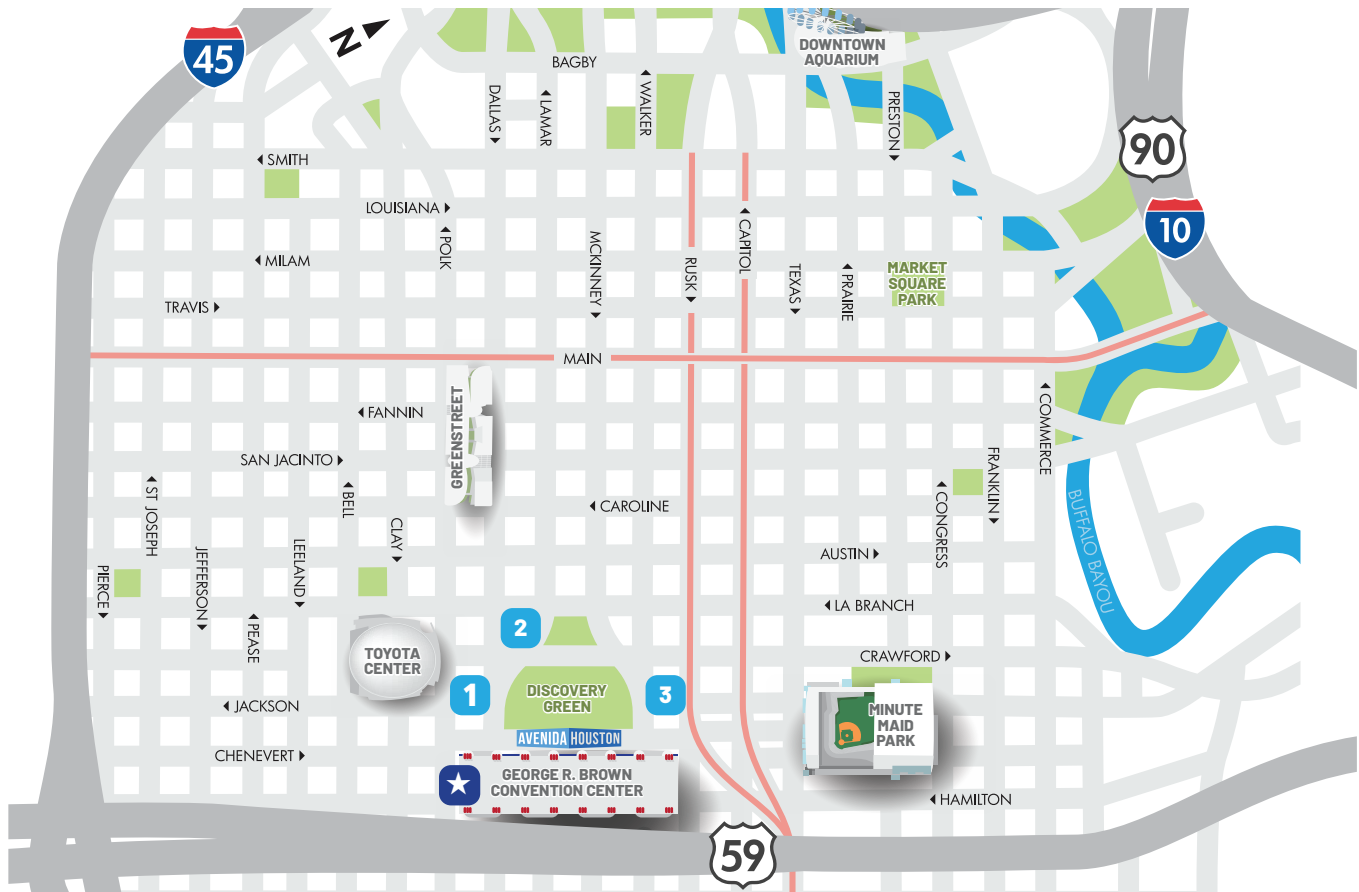 45
N
DOWNTOWN
AQUARIUM
BAGBY
DALLAS
LAMAR
WALKER
PRESTON
90
SMITH
LOUISIANA
POLK
10
MILAM
MCKINNEY
RUSK
CAPITOL
TEXAS
PRAIRIE
MARKET
SQUARE
PARK
TRAVIS
MAIN
GREENSTREET
FANNIN
COMMERCE
SAN JACINTO
ST JOSEPH
BELL
CAROLINE
CONGRESS
FRANKLIN
BUFFALO BAYOU
CLAY
AUSTIN
PIERCE
JEFFERSON
LEELAND
LA BRANCH
PEASE
2
TOYOTA
CENTER
CRAWFORD
1
DISCOVERY
GREEN
3
JACKSON
MINUTE
MAID
PARK
AVENIDA HOUSTON
CHENEVERT
GEORGE R. BROWN
CONVENTION CENTER
HAMILTON
59